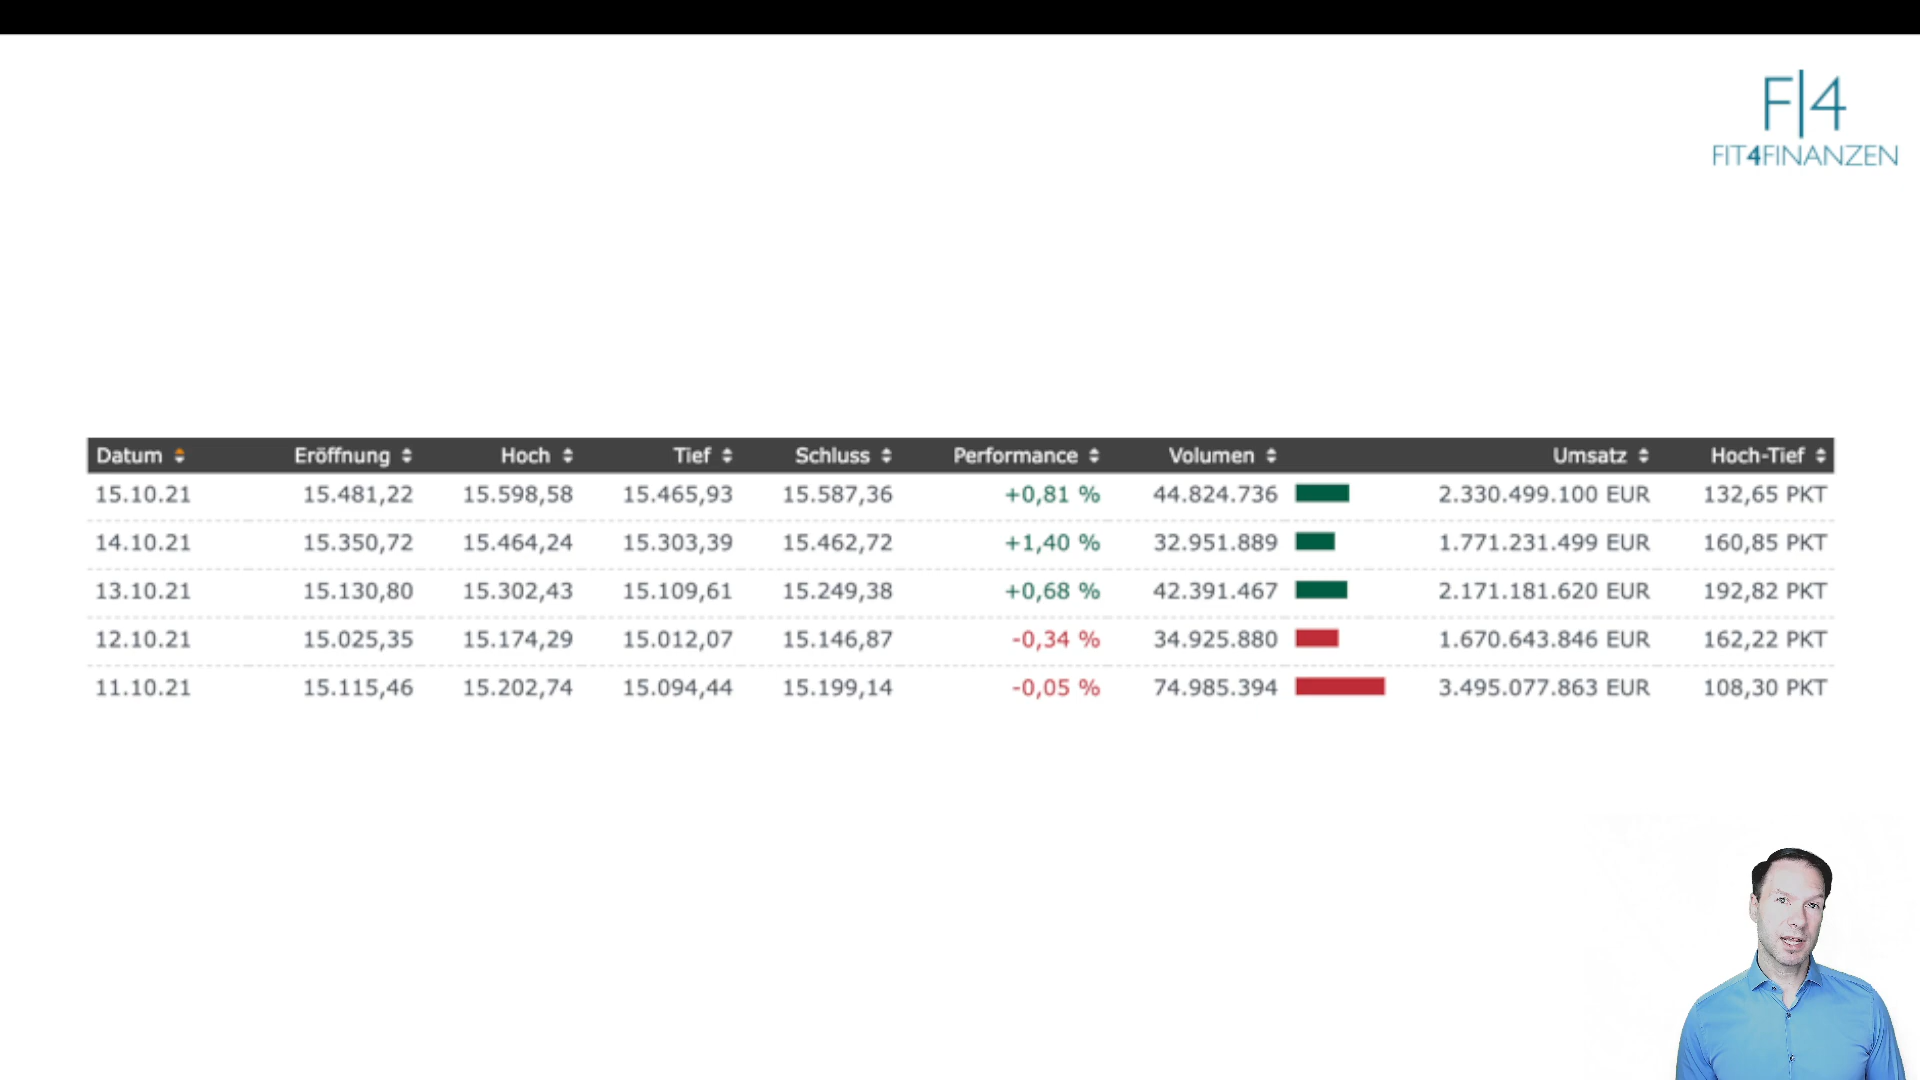 F|4
FIT4FINANZEN
Datum Eröffnung Hoch Tief Schluss Performance Volumen Umsatz Hoch-Tief
15.10.21 15.481,22 15.598,58 15.465,93 15.587,36 +0,81 % 44.824.736 2.330.499.100 EUR 132,65 PKT
14.10.21 15.350,72 15.464,24 15.303,39 15.462,72 +1,40 % 32.951.889 1.771.231.499 EUR 160,85 PKT
13.10.21 15.130,80 15.302,43 15.109,61 15.249,38 +0,68 % 42.391.467 2.171.181.620 EUR 192,82 PKT
12.10.21 15.025,35 15.174,29 15.012,07 15.146,87 -0,34 % 34.925.880 1.670.643.846 EUR 162,22 PKT
11.10.21 15.115,46 15.202,74 15.094,44 15.199,14 -0,05 % 74.985.394 3.495.077.863 EUR 108,30 PKT